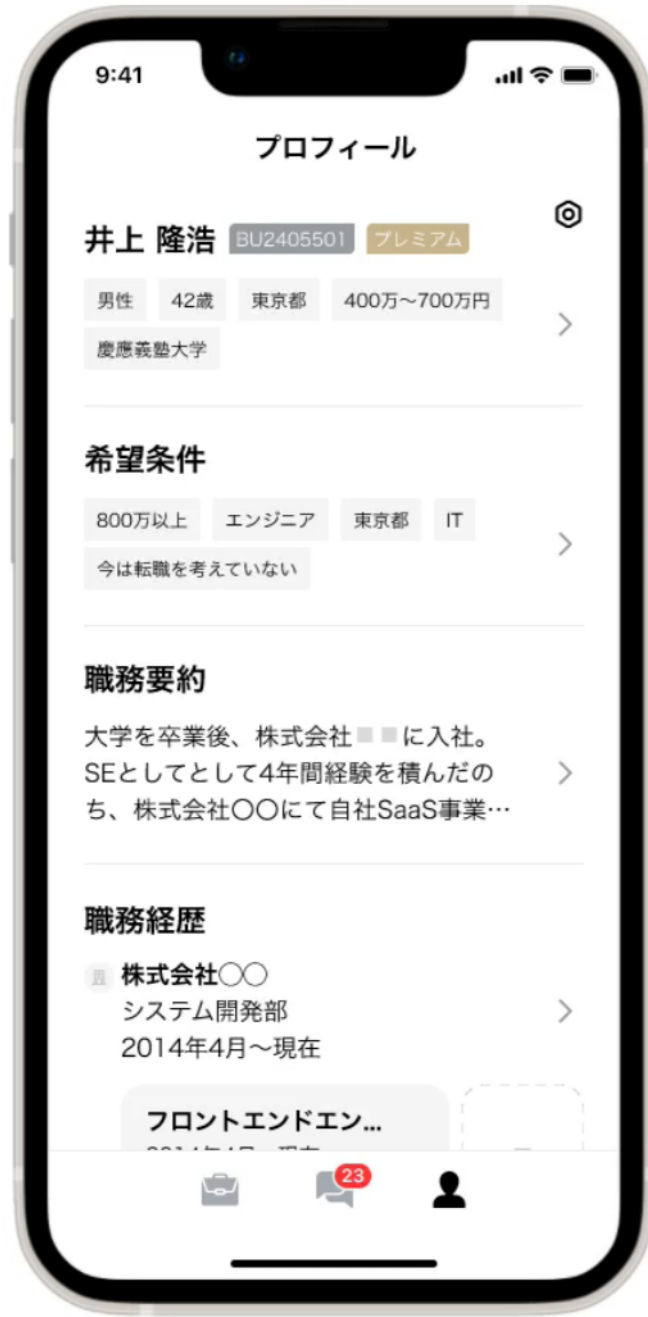 9:41
プロフィール
井上 隆浩 BU2405501 プレミアム
男性 42歳 東京都 400万〜700万円
慶應義塾大学
希望条件
800万以上 エンジニア 東京都 IT
今は転職を考えていない
職務要約
大学を卒業後、株式会社■■に入社。
SEとしてとして4年間経験を積んだの
ち、株式会社〇〇にて自社SaaS事業…
職務経歴
株式会社◯◯
システム開発部
2014年4月〜現在
フロントエンドエン...
23